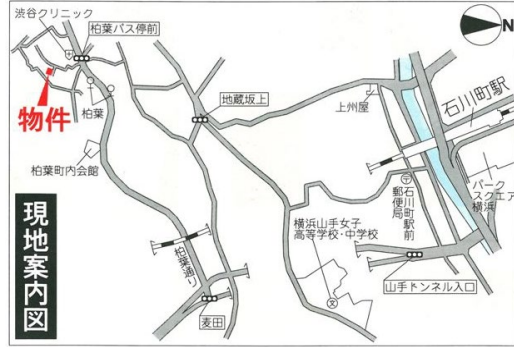 渋谷クリニック
柏葉バス停前
N
物件
柏葉
地蔵坂上
上州屋
石川町駅
柏葉町内会館
石川町駅前
郵便局
パーク
スクエア
横浜
横浜山手女子
高等学校・中学校
現地案内図
柏葉通り
山手トンネル入口
麦田
文